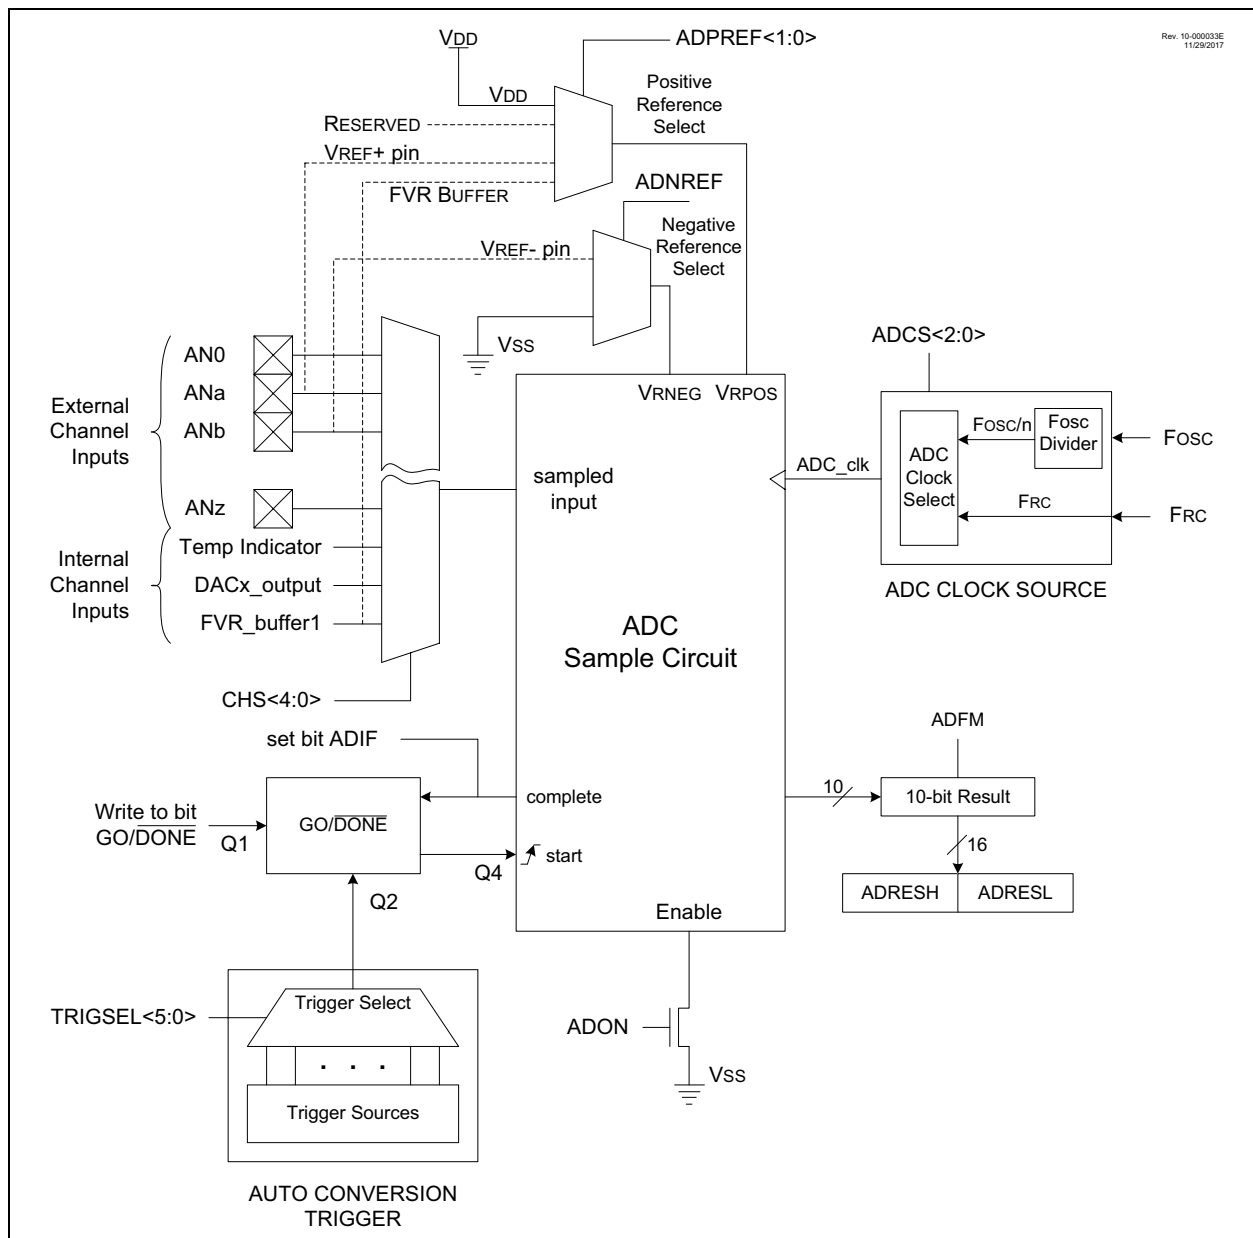 Rev. 10-000033E
11/29/2017
VDD
ADPREF<1:0>
VDD
Positive
Reference
Select
RESERVED
VREF+ pin
FVR BUFFER
ADNREF
Negative
Reference
Select
VREF- pin
VSS
External
Channel
Inputs
AN0
ANa
ANb
ANz
Internal
Channel
Inputs
Temp Indicator
DACx_output
FVR_buffer1
CHS<4:0>
VRNEG VRPOS
sampled
input
ADC_clk
ADC
Sample Circuit
ADCS<2:0>
ADC
Clock
Select
FOSC/n
Fosc
Divider
FOSC
FRC
FRC
ADC CLOCK SOURCE
set bit ADIF
complete
Write to bit
GO/DONE
Q1
GO/DONE
Q4
start
Q2
Enable
ADFM
10
10-bit Result
16
ADRESH
ADRESL
TRIGSEL<5:0>
Trigger Select
. . .
Trigger Sources
AUTO CONVERSION
TRIGGER
ADON
VSS